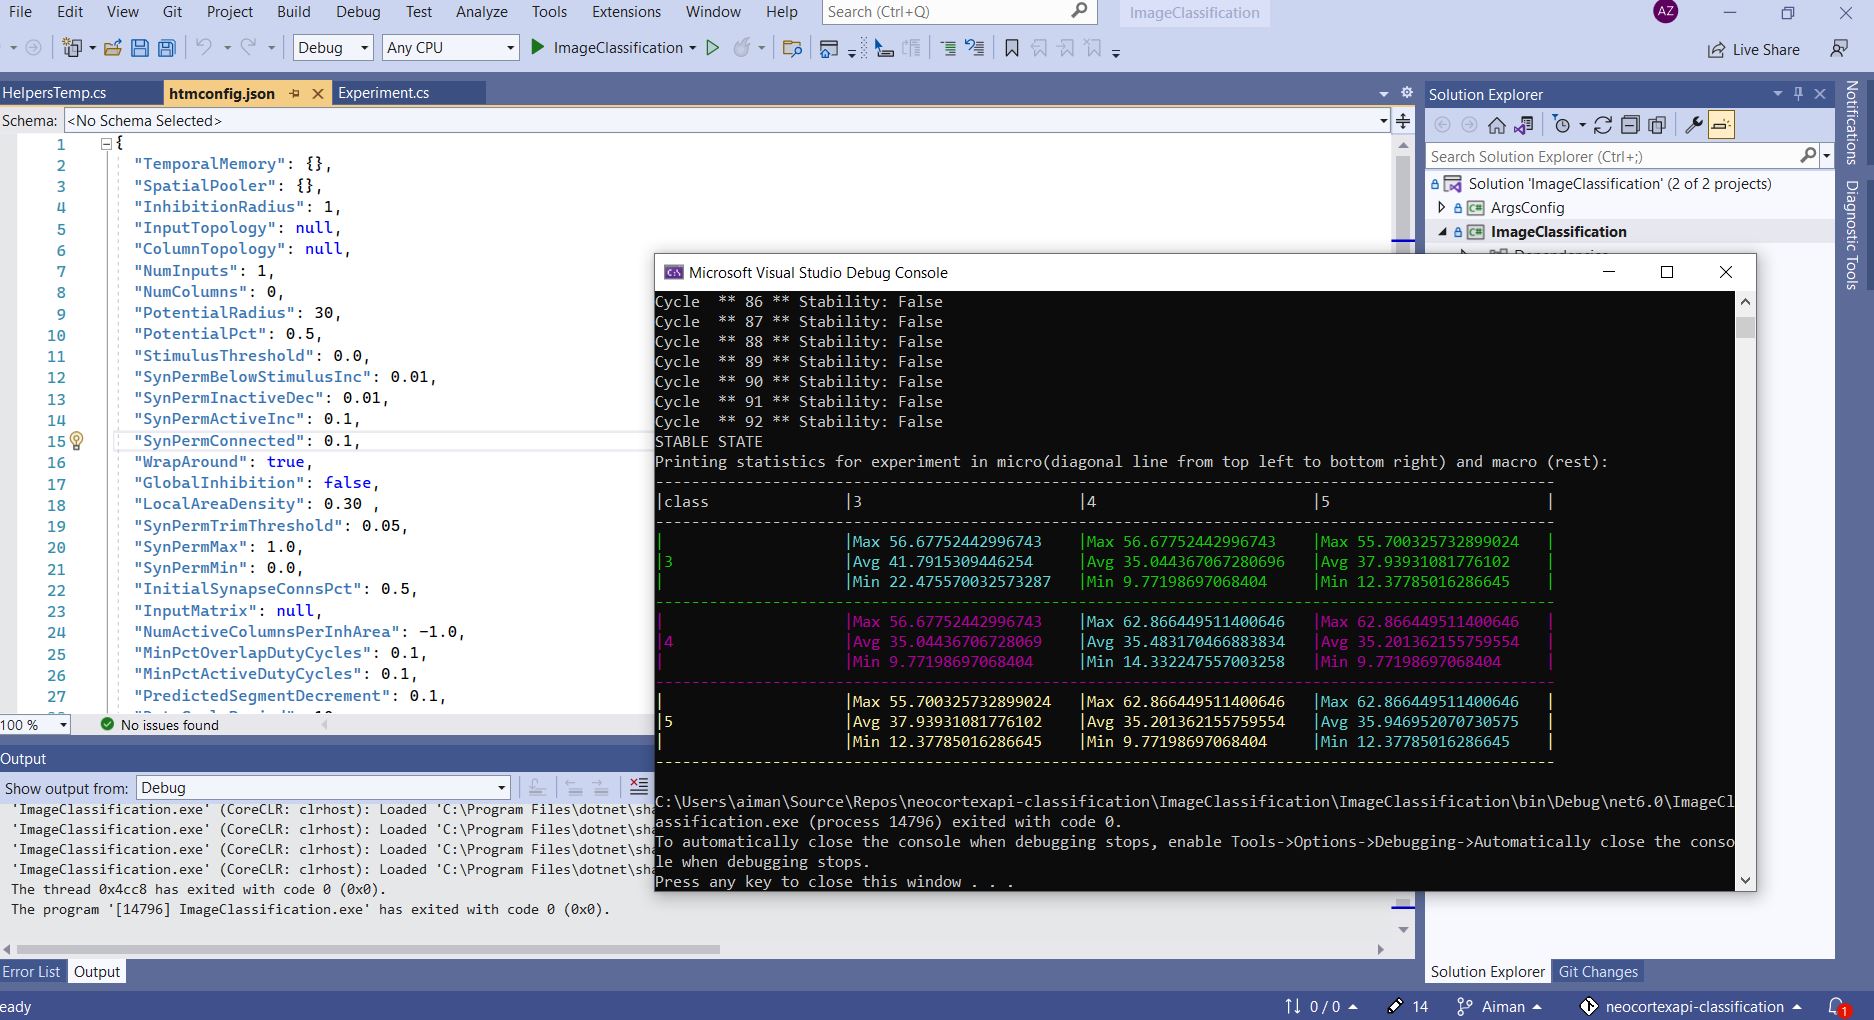 File Edit View Git Project Build Debug Test Analyze Tools Extensions Window Help Search (Ctrl+Q) ImageClassification AZ
Debug Any CPU ImageClassification Live Share
HelpersTemp.cs htmconfig.json Experiment.cs
Schema: <No Schema Selected>
1 {
2 "TemporalMemory": {},
3 "SpatialPooler": {},
4 "InhibitionRadius": 1,
5 "InputTopology": null,
6 "ColumnTopology": null,
7 "NumInputs": 1,
8 "NumColumns": 0,
9 "PotentialRadius": 30,
10 "PotentialPct": 0.5,
11 "StimulusThreshold": 0.0,
12 "SynPermBelowStimulusInc": 0.01,
13 "SynPermInactiveDec": 0.01,
14 "SynPermActiveInc": 0.1,
15 "SynPermConnected": 0.1,
16 "WrapAround": true,
17 "GlobalInhibition": false,
18 "LocalAreaDensity": 0.30 ,
19 "SynPermTrimThreshold": 0.05,
20 "SynPermMax": 1.0,
21 "SynPermMin": 0.0,
22 "InitialSynapseConnsPct": 0.5,
23 "InputMatrix": null,
24 "NumActiveColumnsPerInhArea": -1.0,
25 "MinPctOverlapDutyCycles": 0.1,
26 "MinPctActiveDutyCycles": 0.1,
27 "PredictedSegmentDecrement": 0.1,
100 % No issues found
Output
Show output from: Debug
'ImageClassification.exe' (CoreCLR: clrhost): Loaded 'C:\Program Files\dotnet\sha
'ImageClassification.exe' (CoreCLR: clrhost): Loaded 'C:\Program Files\dotnet\sha
'ImageClassification.exe' (CoreCLR: clrhost): Loaded 'C:\Program Files\dotnet\sha
'ImageClassification.exe' (CoreCLR: clrhost): Loaded 'C:\Program Files\dotnet\sha
The thread 0x4cc8 has exited with code 0 (0x0).
The program '[14796] ImageClassification.exe' has exited with code 0 (0x0).
Error List Output
Microsoft Visual Studio Debug Console
Cycle ** 86 ** Stability: False
Cycle ** 87 ** Stability: False
Cycle ** 88 ** Stability: False
Cycle ** 89 ** Stability: False
Cycle ** 90 ** Stability: False
Cycle ** 91 ** Stability: False
Cycle ** 92 ** Stability: False
STABLE STATE
Printing statistics for experiment in micro(diagonal line from top left to bottom right) and macro (rest):
|class |3 |4 |5 |
| |Max 56.67752442996743 |Max 56.67752442996743 |Max 55.700325732899024 |
|3 |Avg 41.7915309446254 |Avg 35.044367067280696 |Avg 37.93931081776102 |
| |Min 22.475570032573287 |Min 9.77198697068404 |Min 12.37785016286645 |
| |Max 56.67752442996743 |Max 62.866449511400646 |Max 62.866449511400646 |
|4 |Avg 35.04436706728069 |Avg 35.483170466883834 |Avg 35.201362155759554 |
| |Min 9.77198697068404 |Min 14.332247557003258 |Min 9.77198697068404 |
| |Max 55.700325732899024 |Max 62.866449511400646 |Max 62.866449511400646 |
|5 |Avg 37.93931081776102 |Avg 35.201362155759554 |Avg 35.946952070730575 |
| |Min 12.37785016286645 |Min 9.77198697068404 |Min 12.37785016286645 |
C:\Users\aiman\Source\Repos\neocortexapi-classification\ImageClassification\ImageClassification\bin\Debug\net6.0\ImageCl
assification.exe (process 14796) exited with code 0.
To automatically close the console when debugging stops, enable Tools->Options->Debugging->Automatically close the conso
le when debugging stops.
Press any key to close this window . . .
Solution Explorer
Search Solution Explorer (Ctrl+;)
Solution 'ImageClassification' (2 of 2 projects)
C# ArgsConfig
C# ImageClassification
Solution Explorer Git Changes
Notifications
Diagnostic Tools
eady 0 / 0 14 Aiman neocortexapi-classification 1